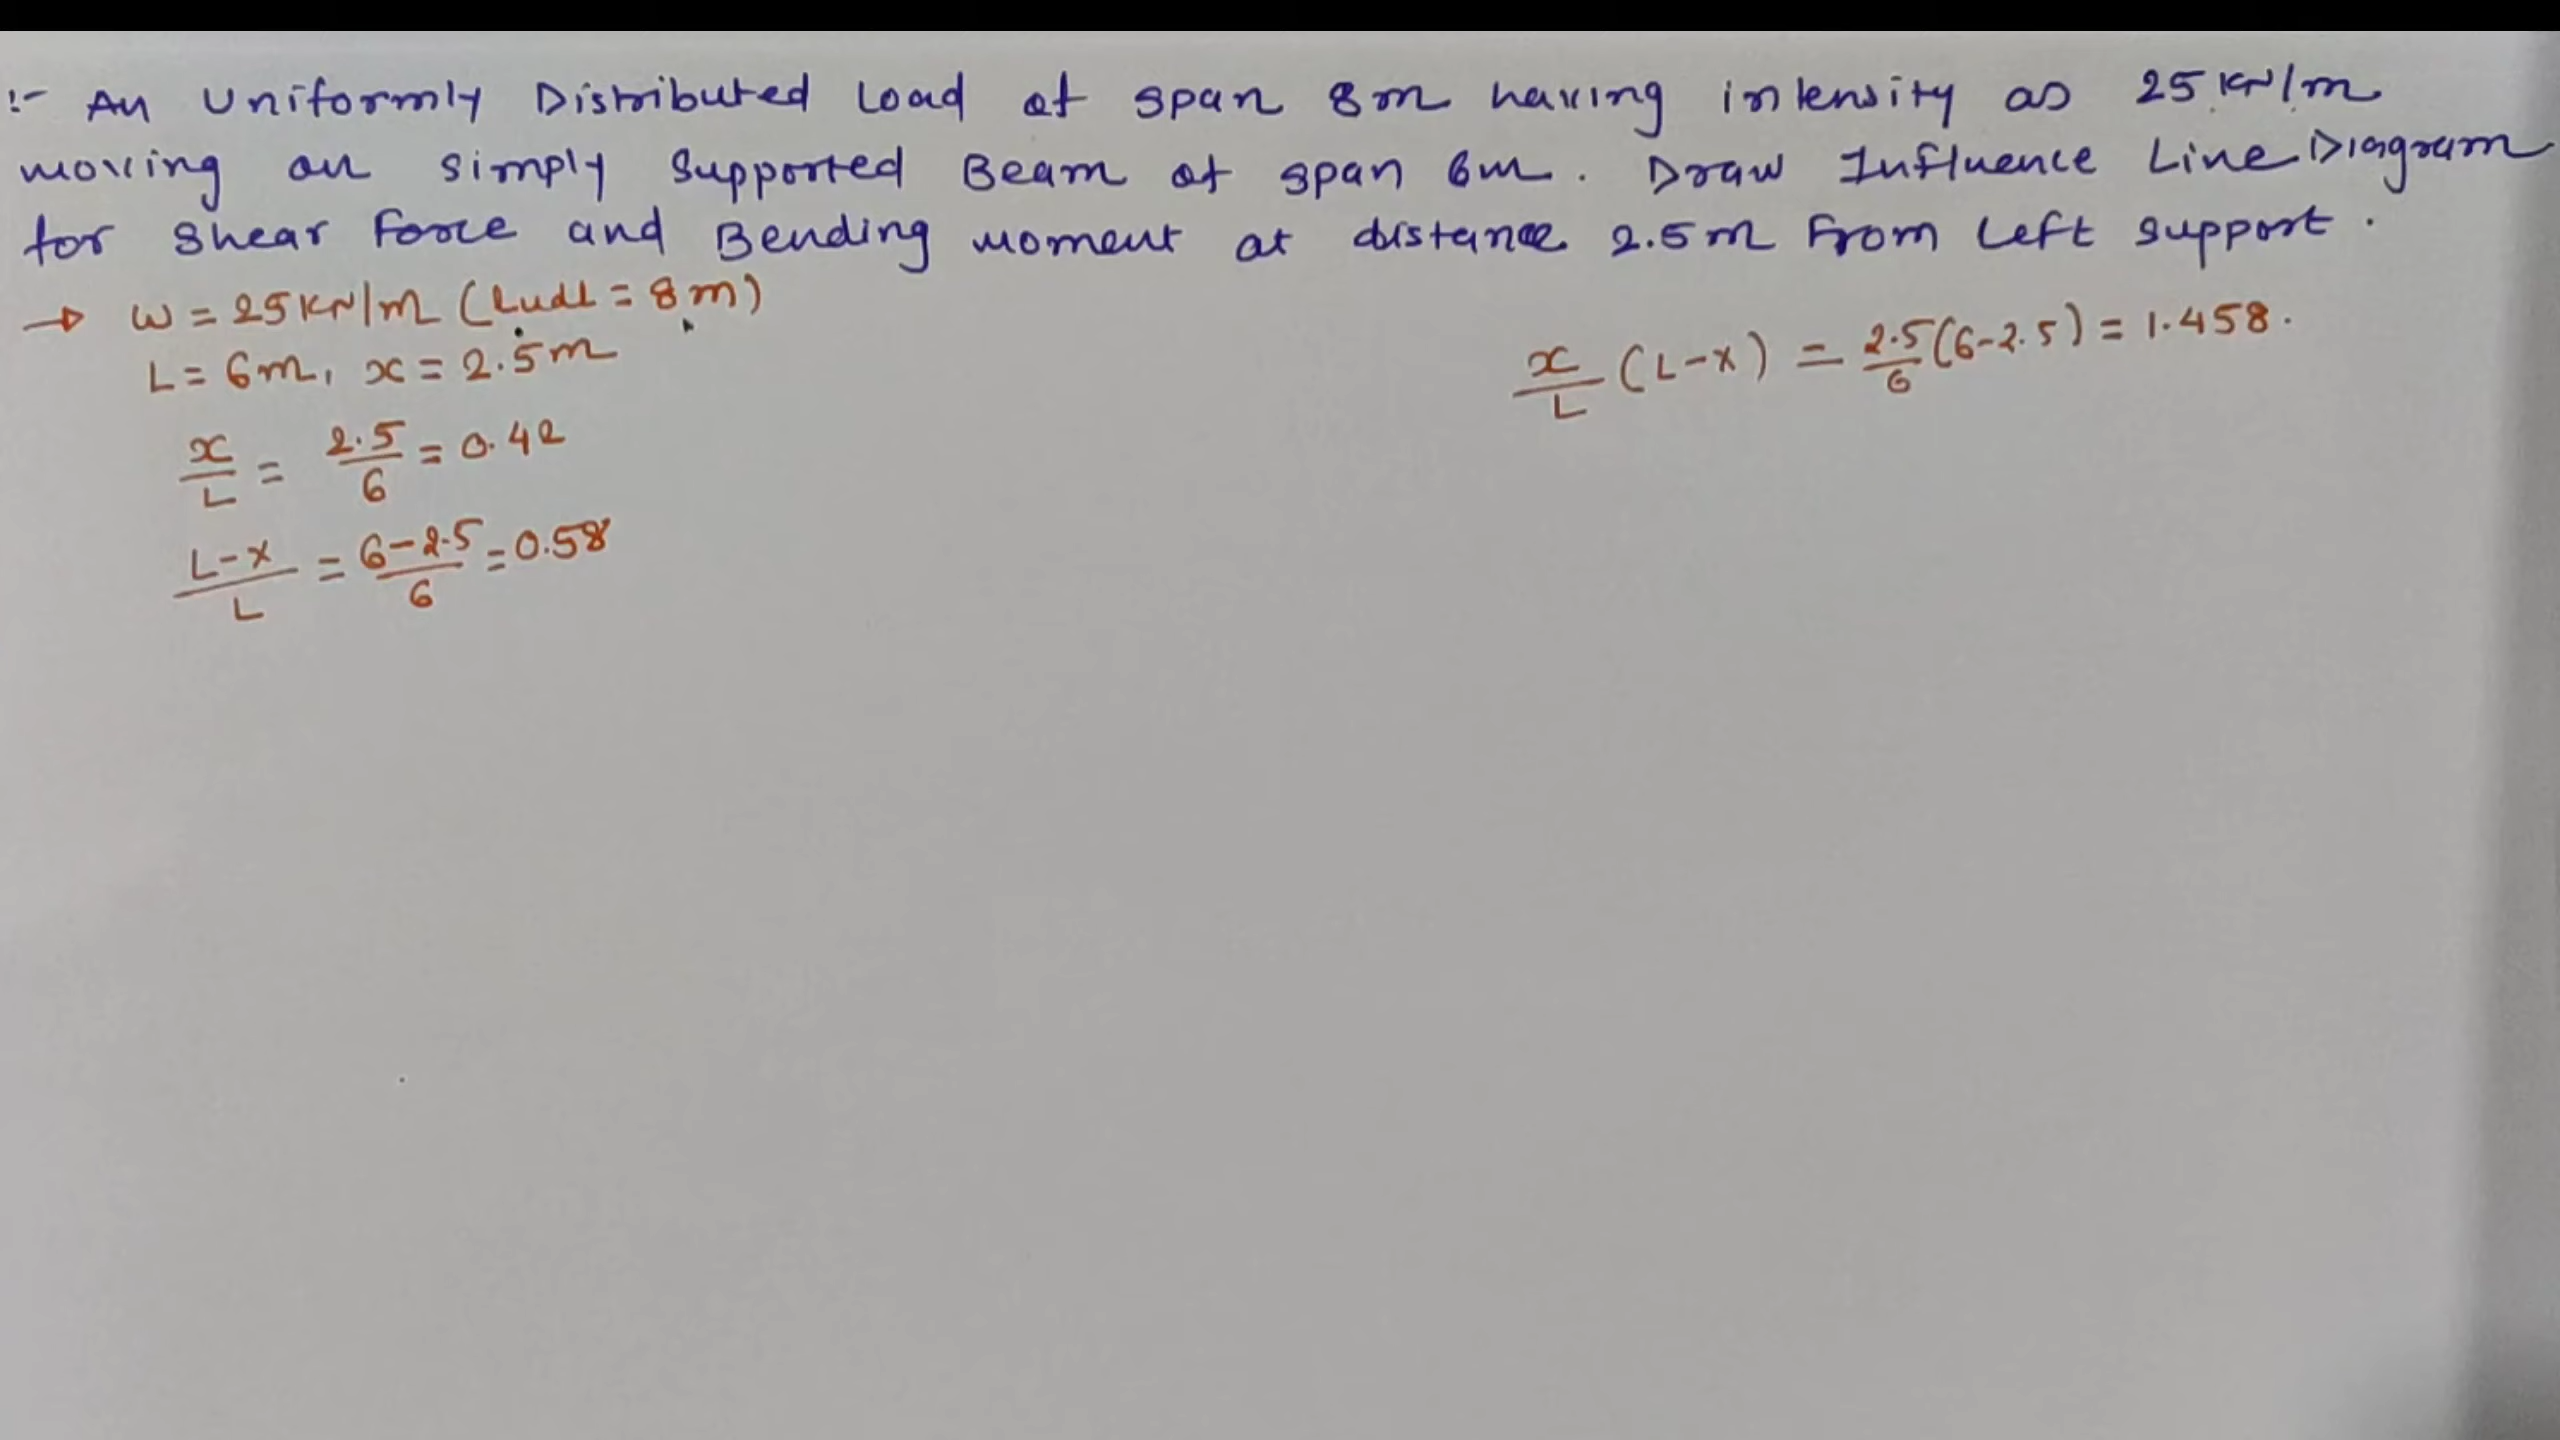 :- An Uniformly Distributed Load of span 8m having intensity as 25 kN/m
moving on simply supported Beam of span 6m. Draw Influence Line Diagram
for Shear Force and Bending moment at distance 2.5m From Left support.
→ W = 25kN/m (Ludl = 8m)
L = 6m, x = 2.5m
x/L = 2.5/6 = 0.42
L-x/L = 6-2.5/6 = 0.58
x/L (L-x) = 2.5/6 (6-2.5) = 1.458.